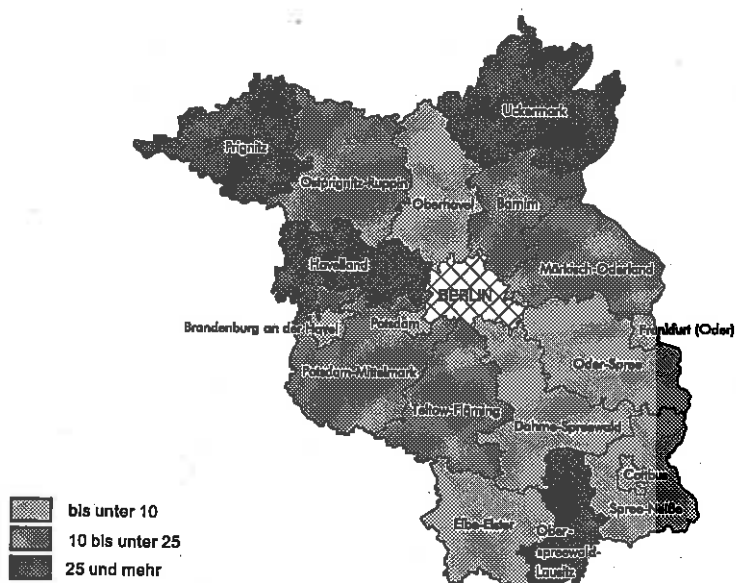 Uckermark
Prignitz
Ostprignitz-Ruppin
Oberhavel
Barnim
Havelland
Märkisch-Oderland
BERLIN
Brandenburg an der Havel
Potsdam
Frankfurt (Oder)
Oder-Spree
Potsdam-Mittelmark
Teltow-Fläming
Dahme-Spreewald
Cottbus
Spree-Neiße
Elbe-Elster
Ober-
spreewald-
Lausitz
bis unter 10
10 bis unter 25
25 und mehr